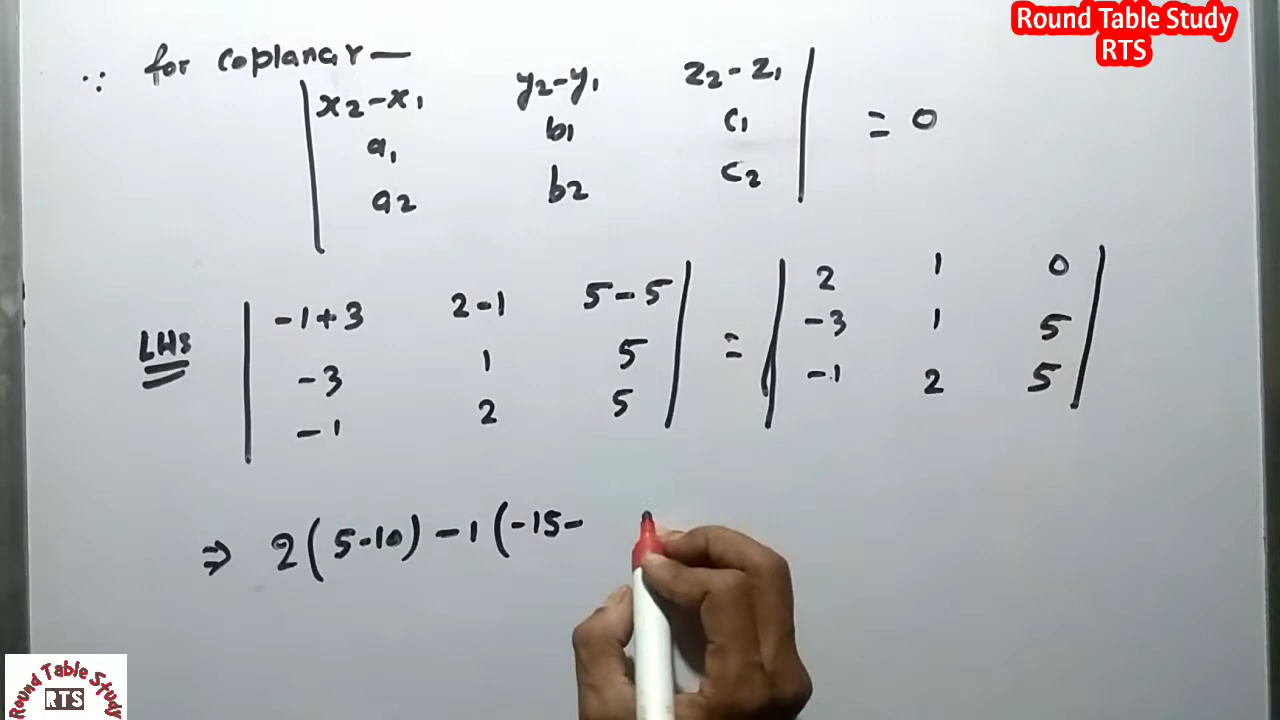 Round Table Study
RTS
∵ for coplanar —
| x₂-x₁ y₂-y₁ z₂-z₁ |
| a₁ b₁ c₁ | = 0
| a₂ b₂ c₂ |
LHS
| -1+3 2-1 5-5 | | 2 1 0 |
| -3 1 5 | = | -3 1 5 |
| -1 2 5 | | -1 2 5 |
⇒ 2(5-10) -1(-15-
Round Table Study
RTS